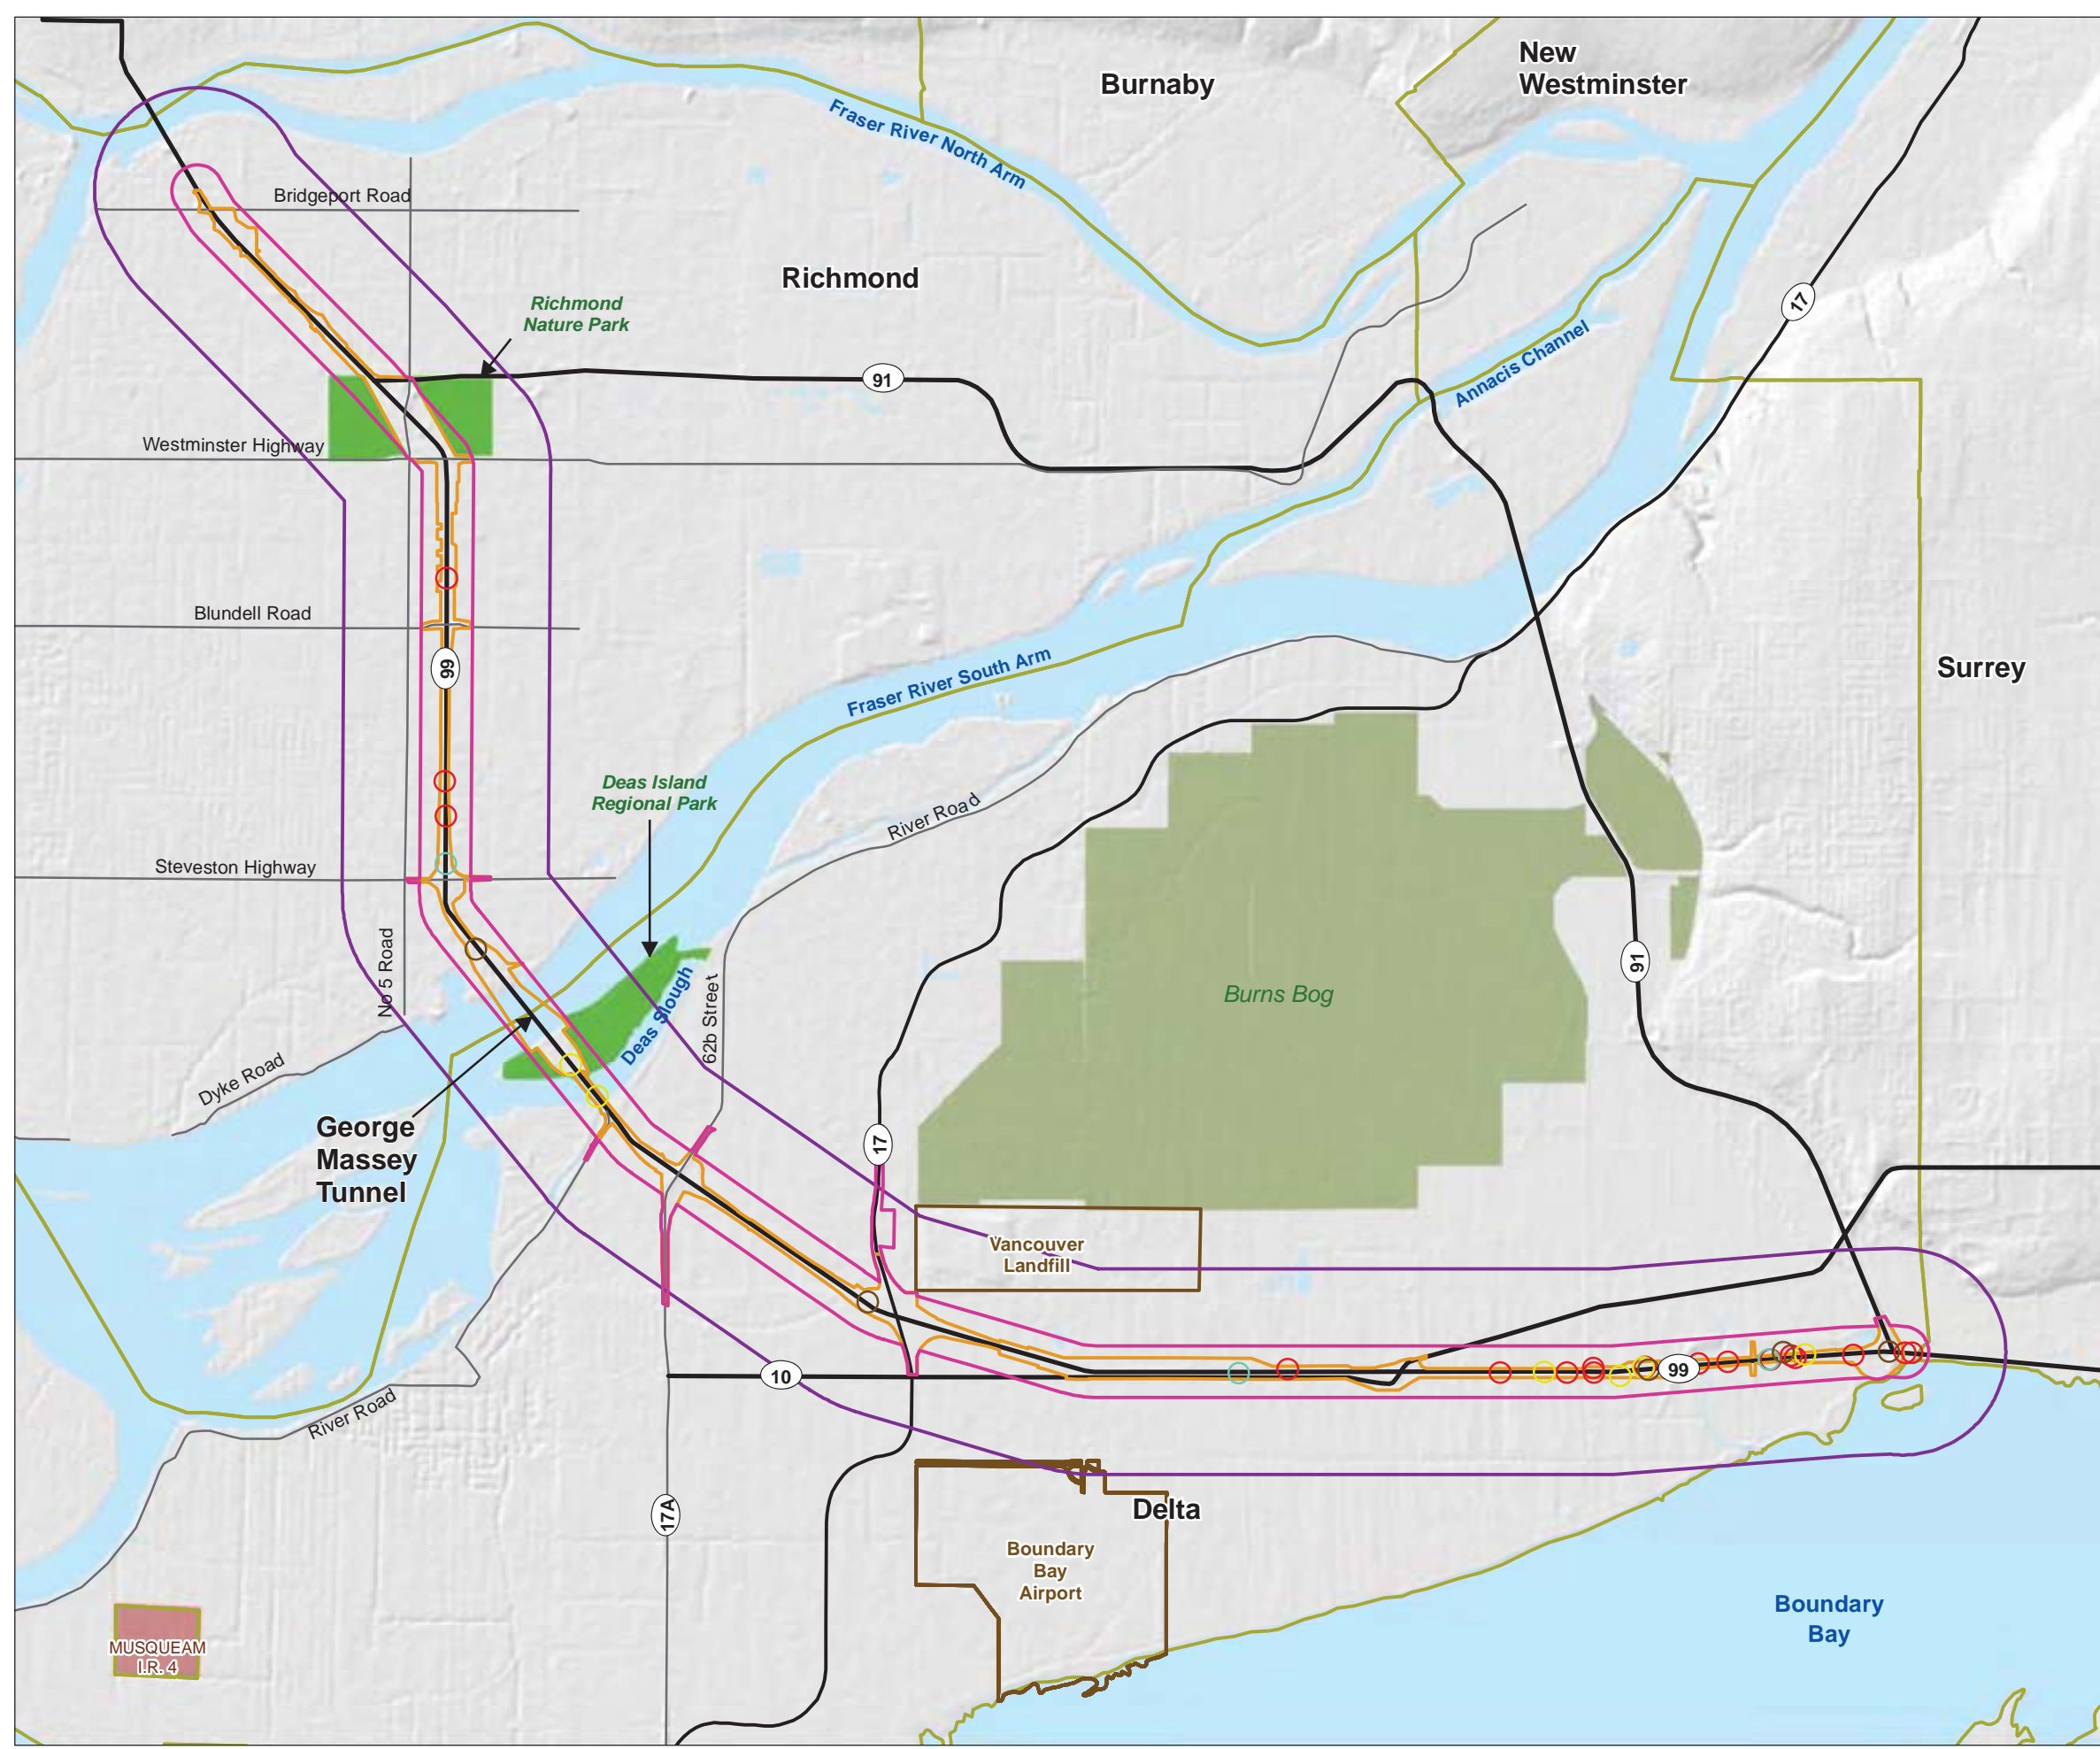 New
Westminster
Burnaby
Fraser River North Arm
Bridgeport Road
Richmond
Richmond
Nature Park
17
Annacis Channel
91
Westminster Highway
Blundell Road
99
Surrey
Fraser River South Arm
Deas Island
Regional Park
River Road
Steveston Highway
No 5 Road
91
Burns Bog
Deas Slough
62b Street
Dyke Road
George
Massey
Tunnel
17
Vancouver
Landfill
10
99
River Road
17A
Delta
Boundary
Bay
Airport
Boundary
Bay
MUSQUEAM
I.R. 4